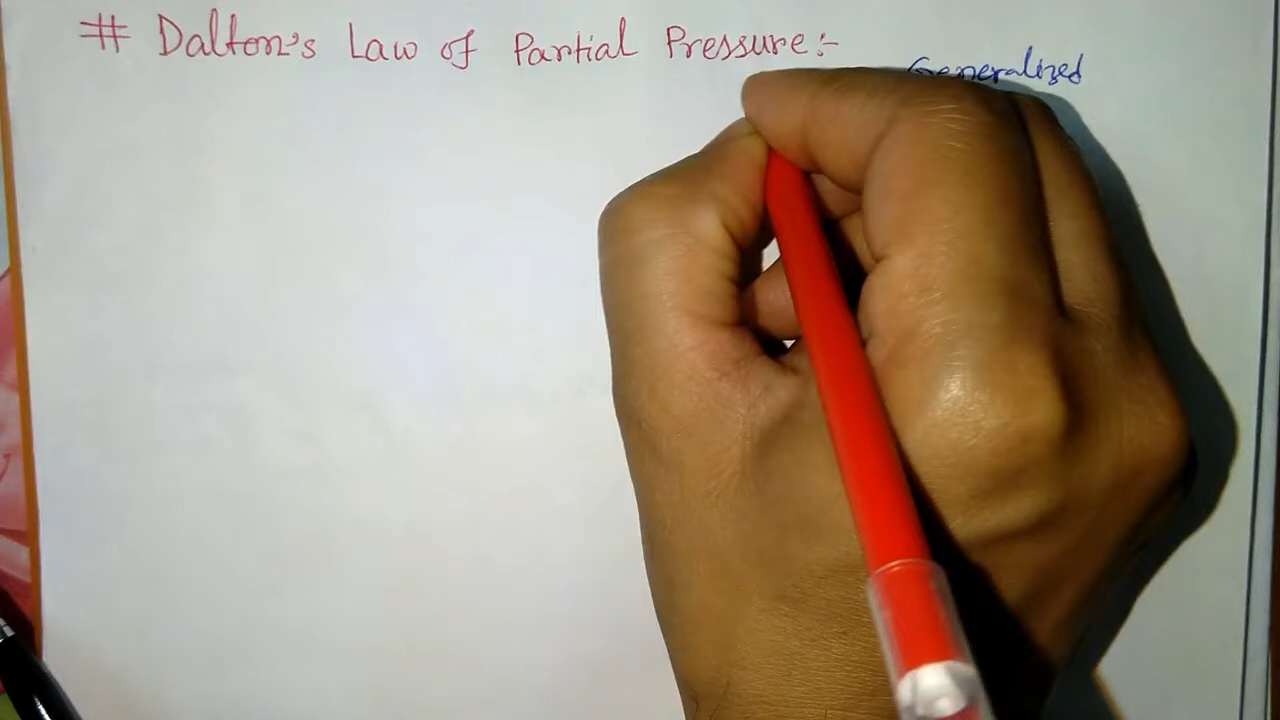 # Dalton's Law of Partial Pressure:-
Generalized